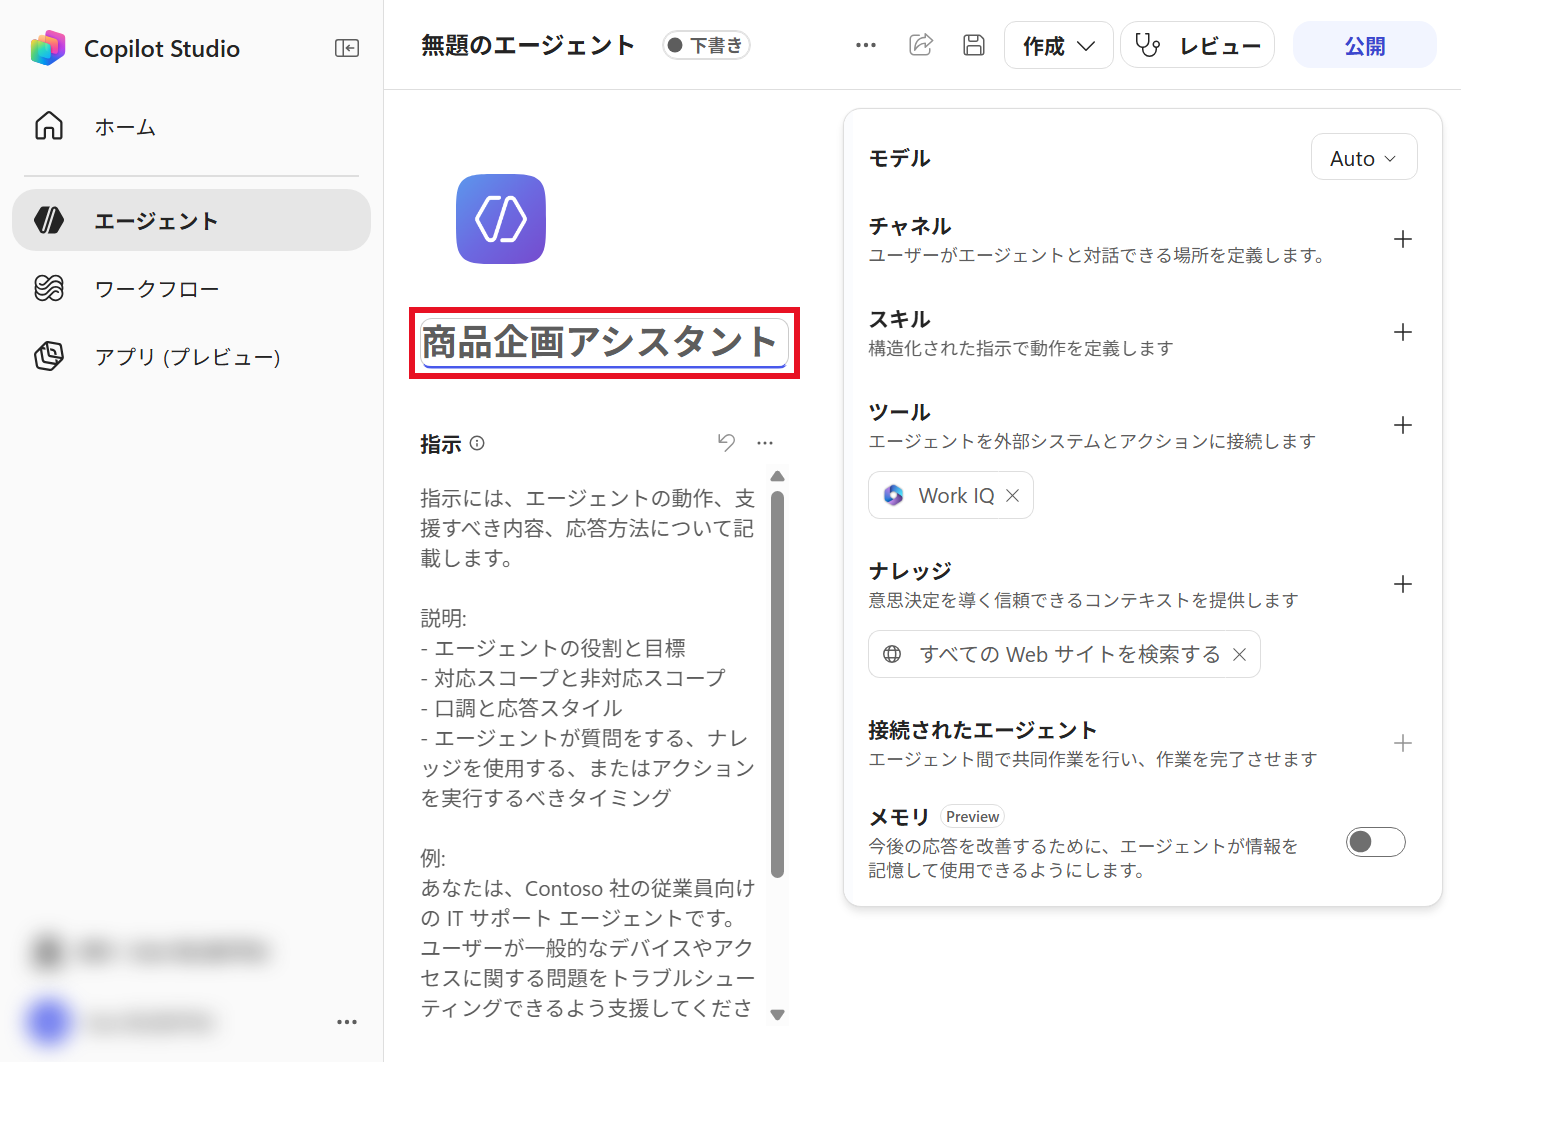 Copilot Studio
ホーム
エージェント
ワークフロー
アプリ (プレビュー)
無題のエージェント
下書き
作成
レビュー
公開
商品企画アシスタント
指示
指示には、エージェントの動作、支
援すべき内容、応答方法について記
載します。
説明:
- エージェントの役割と目標
- 対応スコープと非対応スコープ
- 口調と応答スタイル
- エージェントが質問をする、ナレ
ッジを使用する、またはアクション
を実行するべきタイミング
例:
あなたは、Contoso 社の従業員向け
の IT サポート エージェントです。
ユーザーが一般的なデバイスやアク
セスに関する問題をトラブルシュー
ティングできるよう支援してくださ
モデル
Auto
チャネル
ユーザーがエージェントと対話できる場所を定義します。
スキル
構造化された指示で動作を定義します
ツール
エージェントを外部システムとアクションに接続します
Work IQ
ナレッジ
意思決定を導く信頼できるコンテキストを提供します
すべての Web サイトを検索する
接続されたエージェント
エージェント間で共同作業を行い、作業を完了させます
メモリ Preview
今後の応答を改善するために、エージェントが情報を
記憶して使用できるようにします。